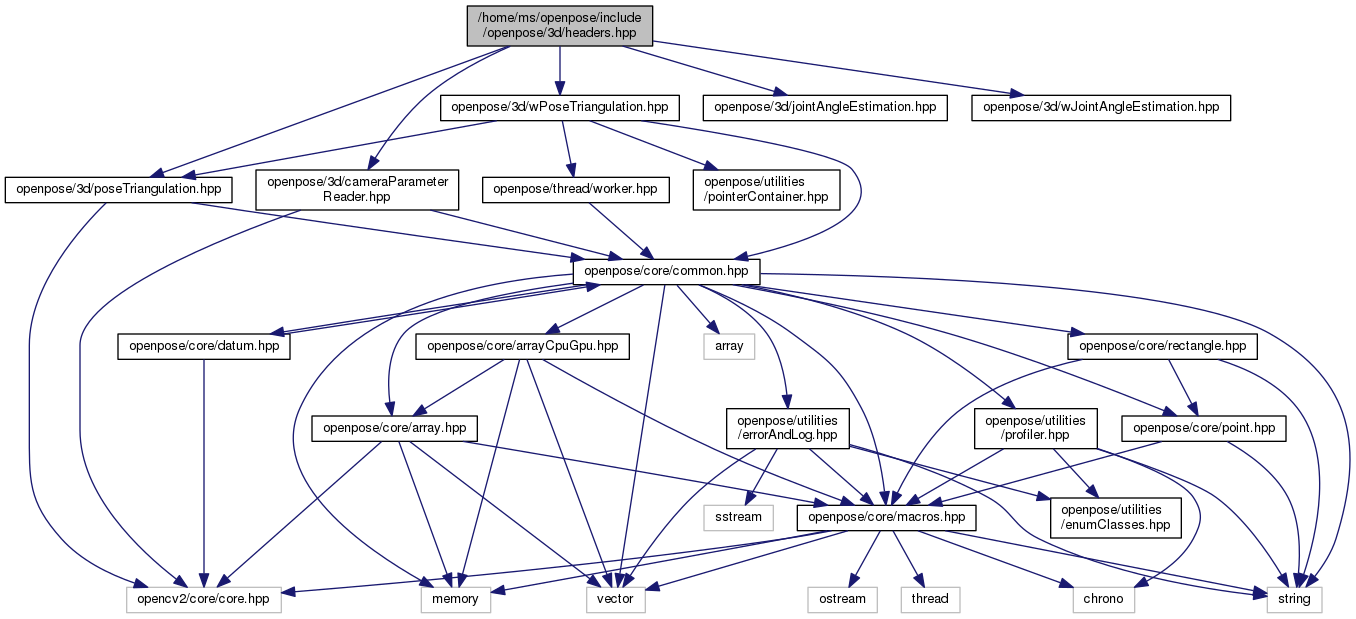 /home/ms/openpose/include
/openpose/3d/headers.hpp
openpose/3d/wPoseTriangulation.hpp
openpose/3d/jointAngleEstimation.hpp
openpose/3d/wJointAngleEstimation.hpp
openpose/3d/poseTriangulation.hpp
openpose/3d/cameraParameter
Reader.hpp
openpose/thread/worker.hpp
openpose/utilities
/pointerContainer.hpp
openpose/core/common.hpp
openpose/core/datum.hpp
openpose/core/arrayCpuGpu.hpp
array
openpose/core/rectangle.hpp
openpose/core/array.hpp
openpose/utilities
/errorAndLog.hpp
openpose/utilities
/profiler.hpp
openpose/core/point.hpp
sstream
openpose/core/macros.hpp
openpose/utilities
/enumClasses.hpp
opencv2/core/core.hpp
memory
vector
ostream
thread
chrono
string